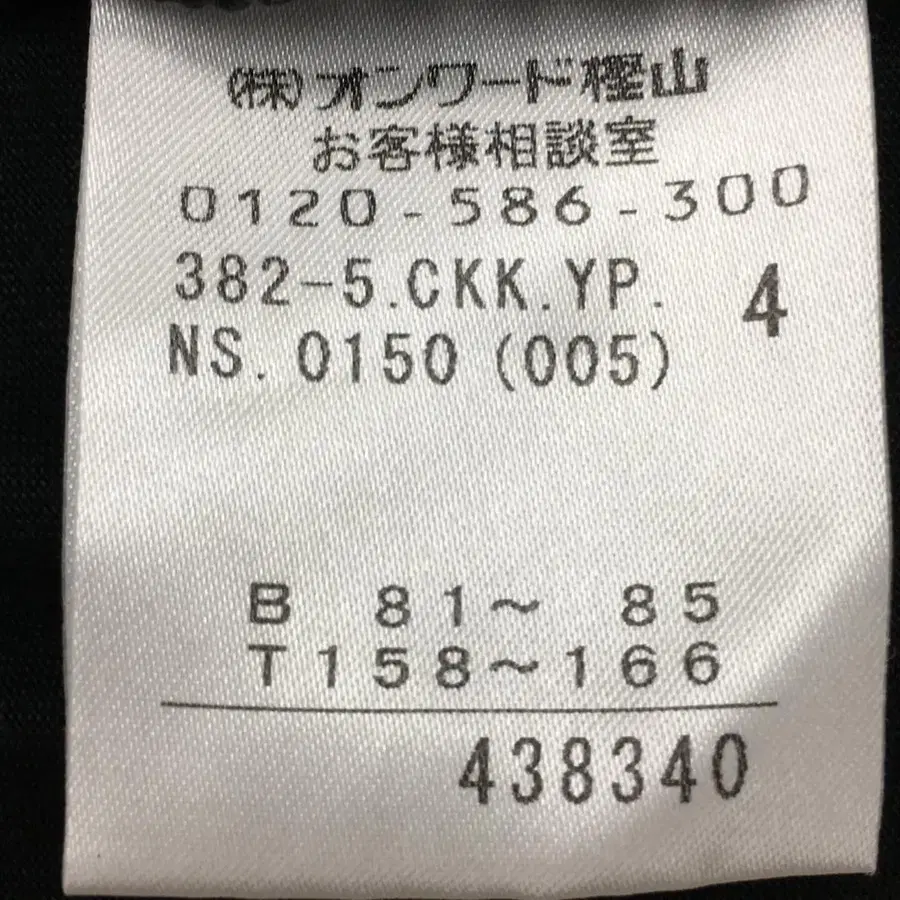 (株)オンワード樫山
お客様相談室
0120-586-300
382-5.CKK.YP. 4
NS.0150(005)
B 81~ 85
T158~166
438340